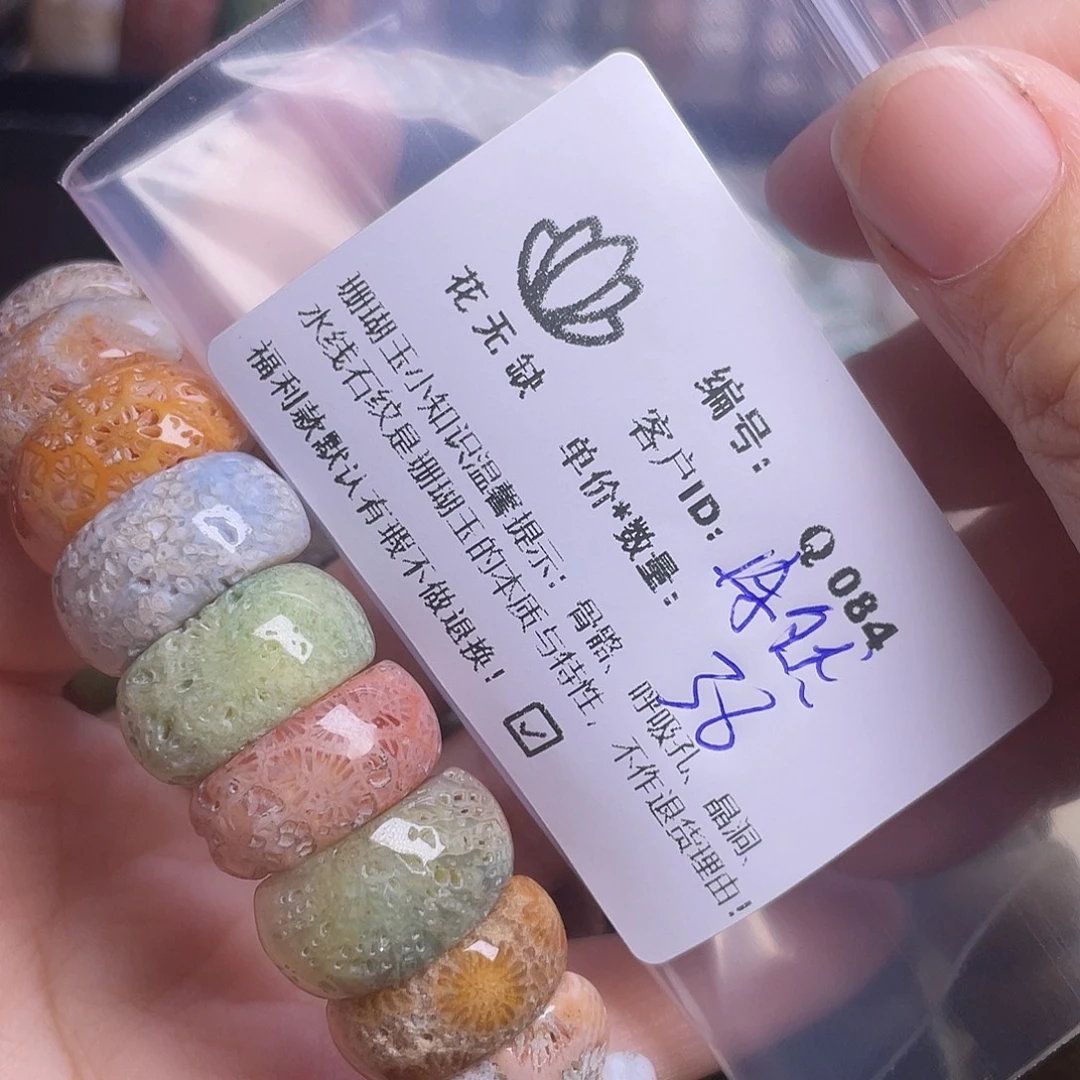 花无缺
编号：Q084
客户ID：
单价*数量：38
珊瑚玉小知识温馨提示：骨骼、呼吸孔、晶洞、
水线石纹是珊瑚玉的本质与特性，不作退货理由！
福利款默认有瑕不做退换！